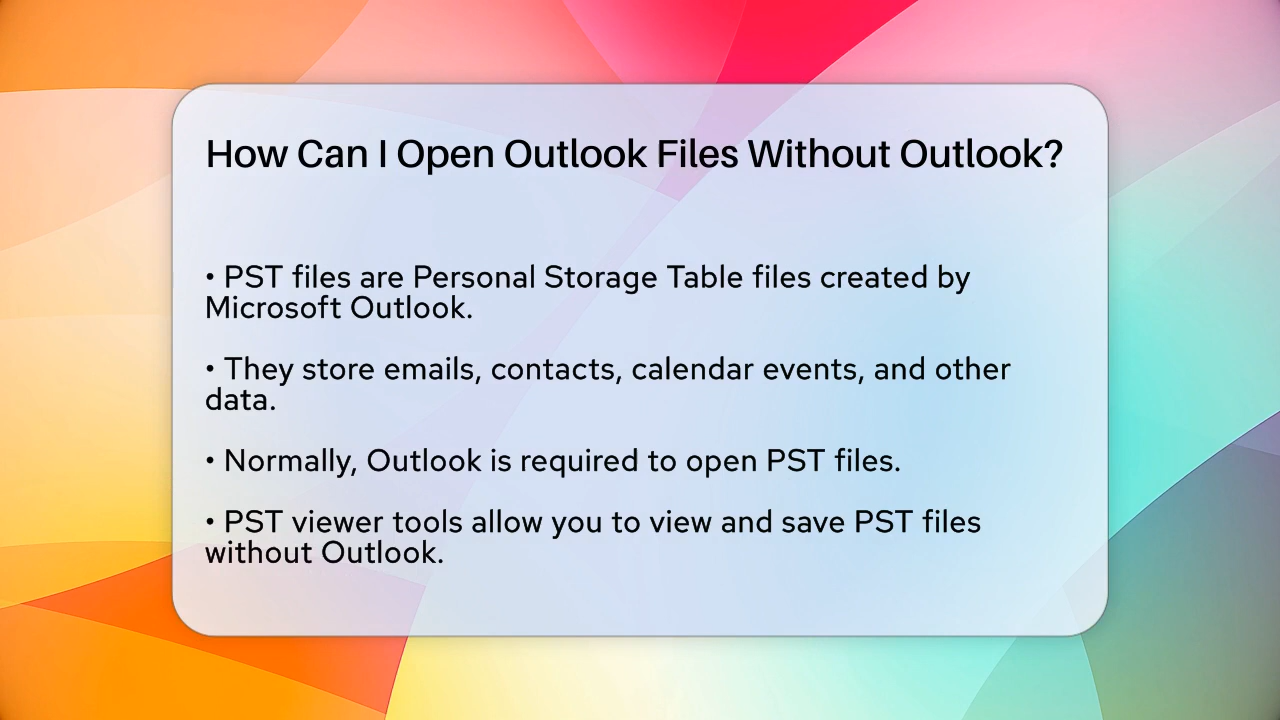 How Can I Open Outlook Files Without Outlook?
• PST files are Personal Storage Table files created by
Microsoft Outlook.
• They store emails, contacts, calendar events, and other
data.
• Normally, Outlook is required to open PST files.
• PST viewer tools allow you to view and save PST files
without Outlook.